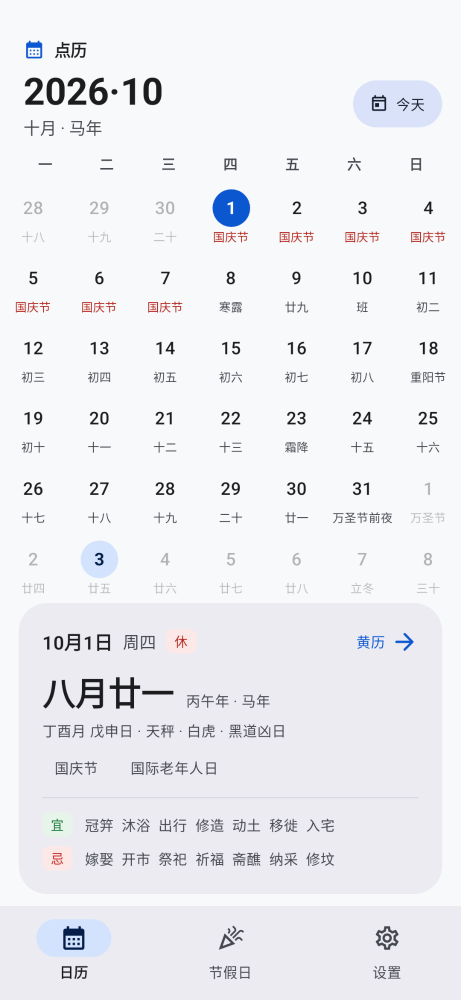 点历
2026·10
十月 · 马年
今天
一 二 三 四 五 六 日
28 29 30 1 2 3 4
十八 十九 二十 国庆节 国庆节 国庆节 国庆节
5 6 7 8 9 10 11
国庆节 国庆节 国庆节 寒露 廿九 班 初二
12 13 14 15 16 17 18
初三 初四 初五 初六 初七 初八 重阳节
19 20 21 22 23 24 25
初十 十一 十二 十三 霜降 十五 十六
26 27 28 29 30 31 1
十七 十八 十九 二十 廿一 万圣节前夜 万圣节
2 3 4 5 6 7 8
廿四 廿五 廿六 廿七 廿八 立冬 三十
10月1日 周四 休 黄历
八月廿一 丙午年 · 马年
丁酉月 戊申日 · 天秤 · 白虎 · 黑道凶日
国庆节 国际老年人日
宜 冠笄 沐浴 出行 修造 动土 移徙 入宅
忌 嫁娶 开市 祭祀 祈福 斋醮 纳采 修坟
日历 节假日 设置